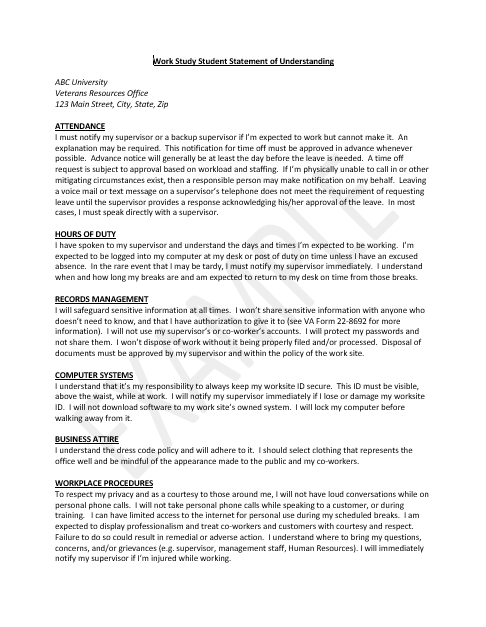 Work Study Student Statement of Understanding
ABC University
Veterans Resources Office
123 Main Street, City, State, Zip
ATTENDANCE
I must notify my supervisor or a backup supervisor if I'm expected to work but cannot make it.  An
explanation may be required.  This notification for time off must be approved in advance whenever
possible.  Advance notice will generally be at least the day before the leave is needed.  A time off
request is subject to approval based on workload and staffing.  If I'm physically unable to call in or other
mitigating circumstances exist, then a responsible person may make notification on my behalf.  Leaving
a voice mail or text message on a supervisor's telephone does not meet the requirement of requesting
leave until the supervisor provides a response acknowledging his/her approval of the leave.  In most
cases, I must speak directly with a supervisor.
HOURS OF DUTY
I have spoken to my supervisor and understand the days and times I'm expected to be working.  I'm
expected to be logged into my computer at my desk or post of duty on time unless I have an excused
absence.  In the rare event that I may be tardy, I must notify my supervisor immediately.  I understand
when and how long my breaks are and am expected to return to my desk on time from those breaks.
RECORDS MANAGEMENT
I will safeguard sensitive information at all times.  I won't share sensitive information with anyone who
doesn't need to know, and that I have authorization to give it to (see VA Form 22-8692 for more
information).  I will not use my supervisor's or co-worker's accounts.  I will protect my passwords and
not share them.  I won't dispose of work without it being properly filed and/or processed.  Disposal of
documents must be approved by my supervisor and within the policy of the work site.
COMPUTER SYSTEMS
I understand that it's my responsibility to always keep my worksite ID secure.  This ID must be visible,
above the waist, while at work.  I will notify my supervisor immediately if I lose or damage my worksite
ID.  I will not download software to my work site's owned system.  I will lock my computer before
walking away from it.
BUSINESS ATTIRE
I understand the dress code policy and will adhere to it.  I should select clothing that represents the
office well and be mindful of the appearance made to the public and my co-workers.
WORKPLACE PROCEDURES
To respect my privacy and as a courtesy to those around me, I will not have loud conversations while on
personal phone calls.  I will not take personal phone calls while speaking to a customer, or during
training.   I can have limited access to the internet for personal use during my scheduled breaks.  I am
expected to display professionalism and treat co-workers and customers with courtesy and respect.
Failure to do so could result in remedial or adverse action.  I understand where to bring my questions,
concerns, and/or grievances (e.g. supervisor, management staff, Human Resources). I will immediately
notify my supervisor if I'm injured while working.
EXAMPLE